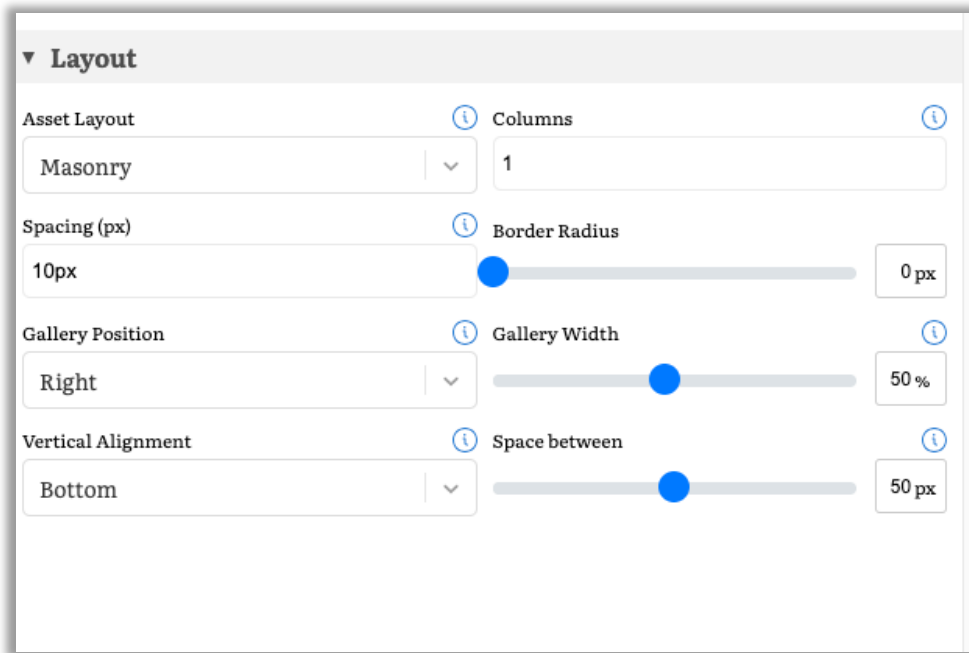 ▼ Layout
Asset Layout
Columns
Masonry
1
Spacing (px)
Border Radius
10px
0 px
Gallery Position
Gallery Width
Right
50 %
Vertical Alignment
Space between
Bottom
50 px